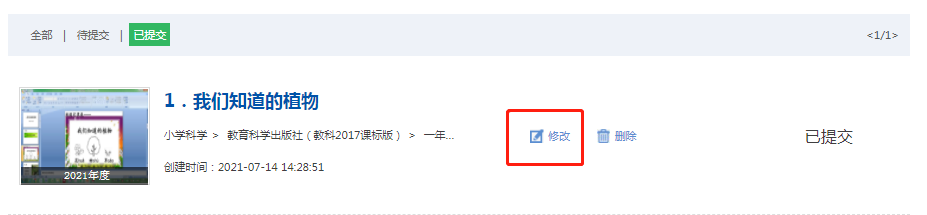 全部 | 待提交 | 已提交 <1/1>
1．我们知道的植物
小学科学 > 教育科学出版社（教科2017课标版） > 一年...
修改 删除 已提交
创建时间：2021-07-14 14:28:51
我们知道的植物
2021年度